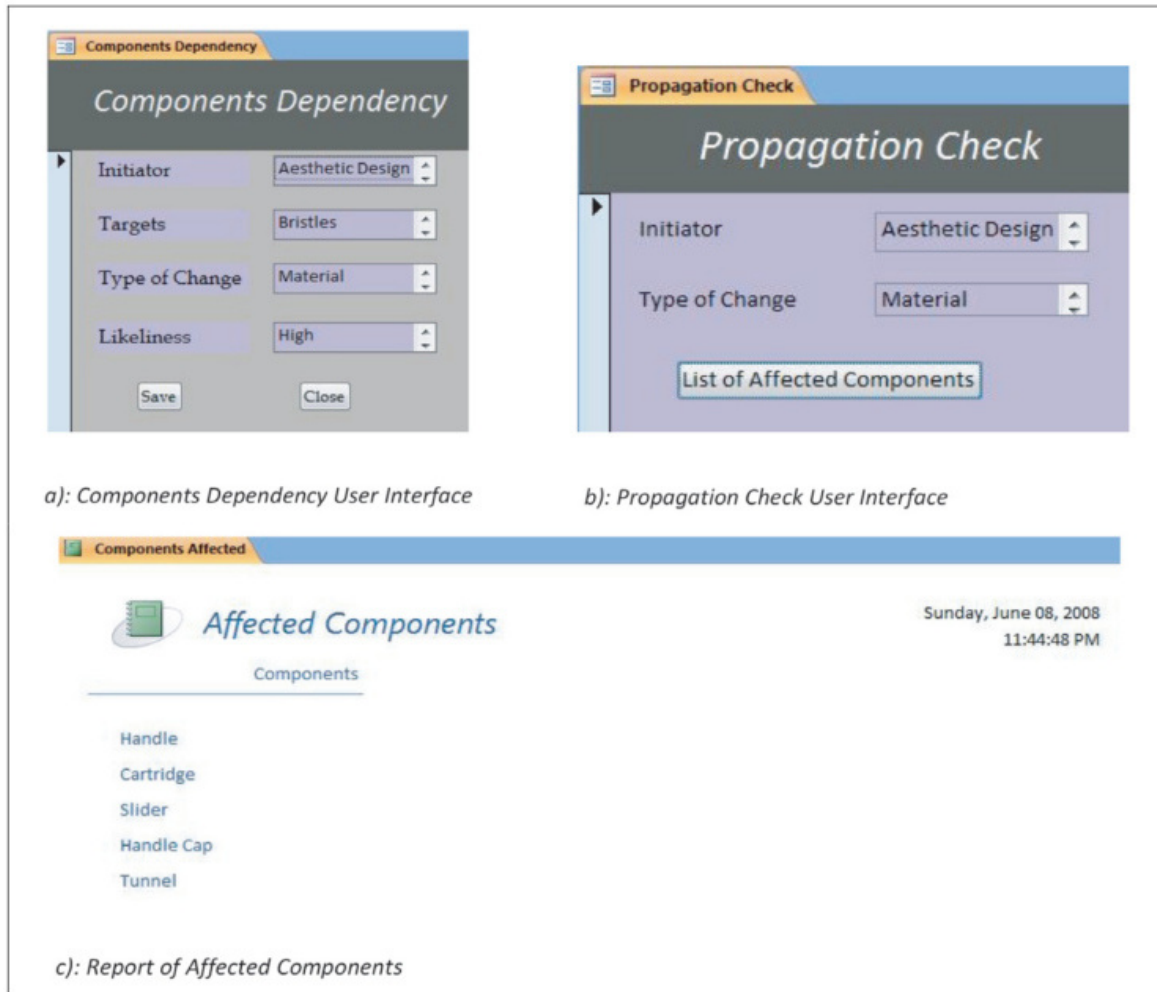 Components Dependency
Components Dependency
Initiator Aesthetic Design
Targets Bristles
Type of Change Material
Likeliness High
Save Close
a): Components Dependency User Interface
Propagation Check
Propagation Check
Initiator Aesthetic Design
Type of Change Material
List of Affected Components
b): Propagation Check User Interface
Components Affected
Affected Components
Sunday, June 08, 2008
11:44:48 PM
Components
Handle
Cartridge
Slider
Handle Cap
Tunnel
c): Report of Affected Components